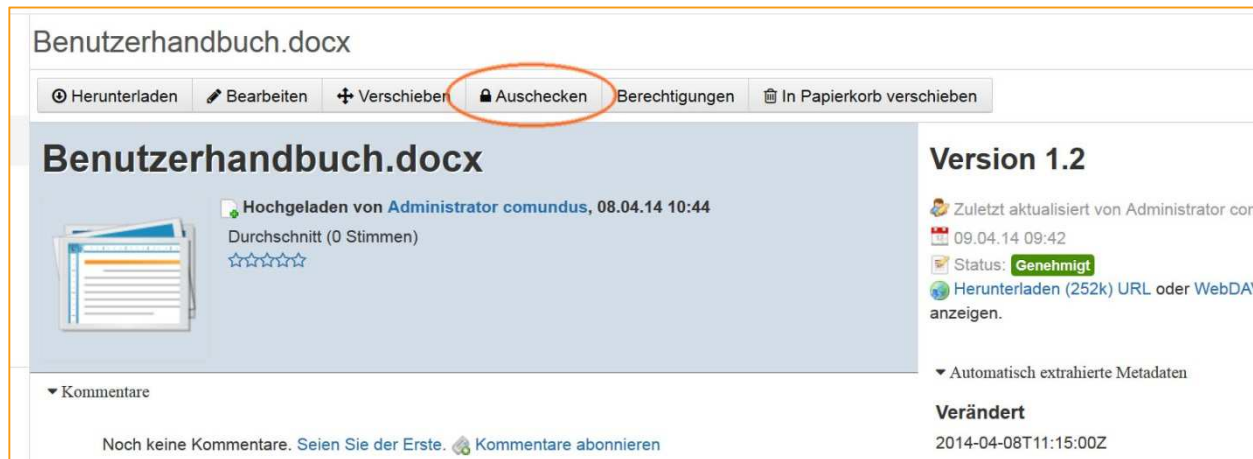 Benutzerhandbuch.docx
Herunterladen Bearbeiten Verschieben Auschecken Berechtigungen In Papierkorb verschieben
Benutzerhandbuch.docx
Hochgeladen von Administrator comundus, 08.04.14 10:44
Durchschnitt (0 Stimmen)
Kommentare
Noch keine Kommentare. Seien Sie der Erste. Kommentare abonnieren
Version 1.2
Zuletzt aktualisiert von Administrator
09.04.14 09:42
Status: Genehmigt
Herunterladen (252k) URL oder
anzeigen.
Automatisch extrahierte Metadaten
Verändert
2014-04-08T11:15:00Z